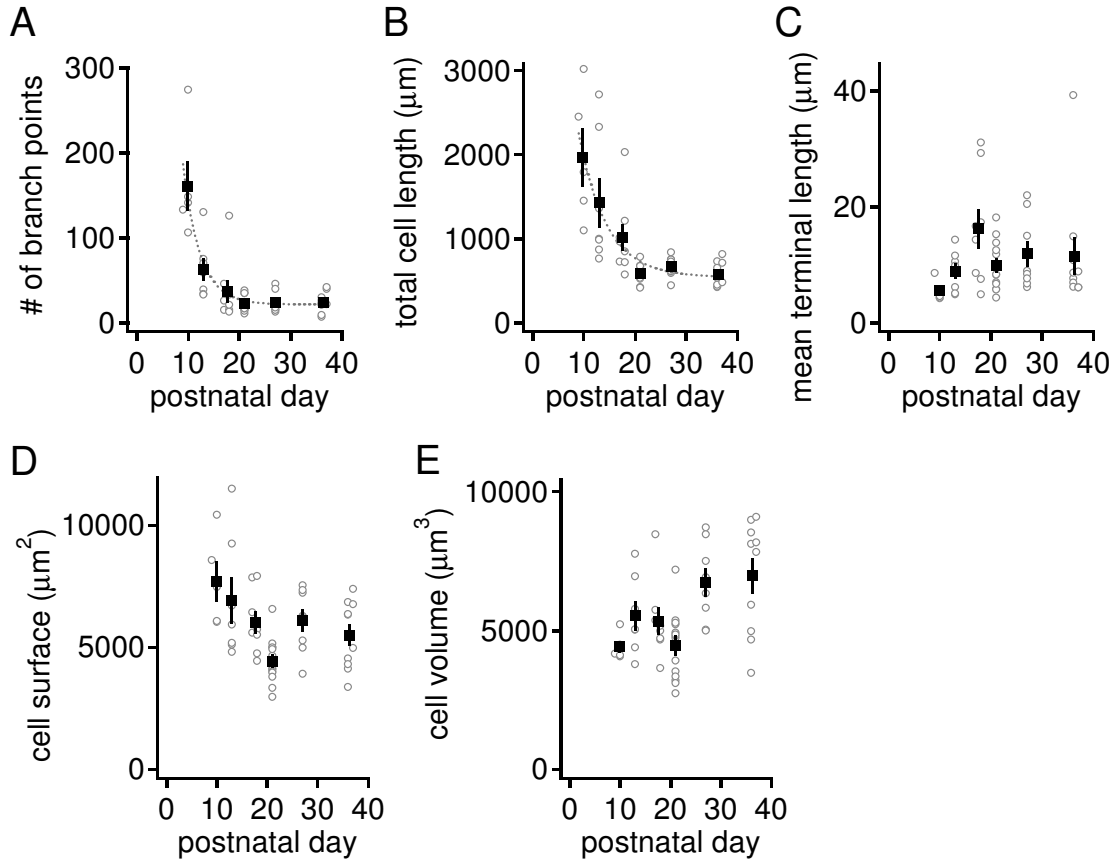 A
# of branch points
300
200
100
0
0 10 20 30 40
postnatal day
B
total cell length (μm)
3000
2000
1000
0
0 10 20 30 40
postnatal day
C
mean terminal length (μm)
40
20
0
0 10 20 30 40
postnatal day
D
cell surface (μm²)
10000
5000
0
0 10 20 30 40
postnatal day
E
cell volume (μm³)
10000
5000
0
0 10 20 30 40
postnatal day